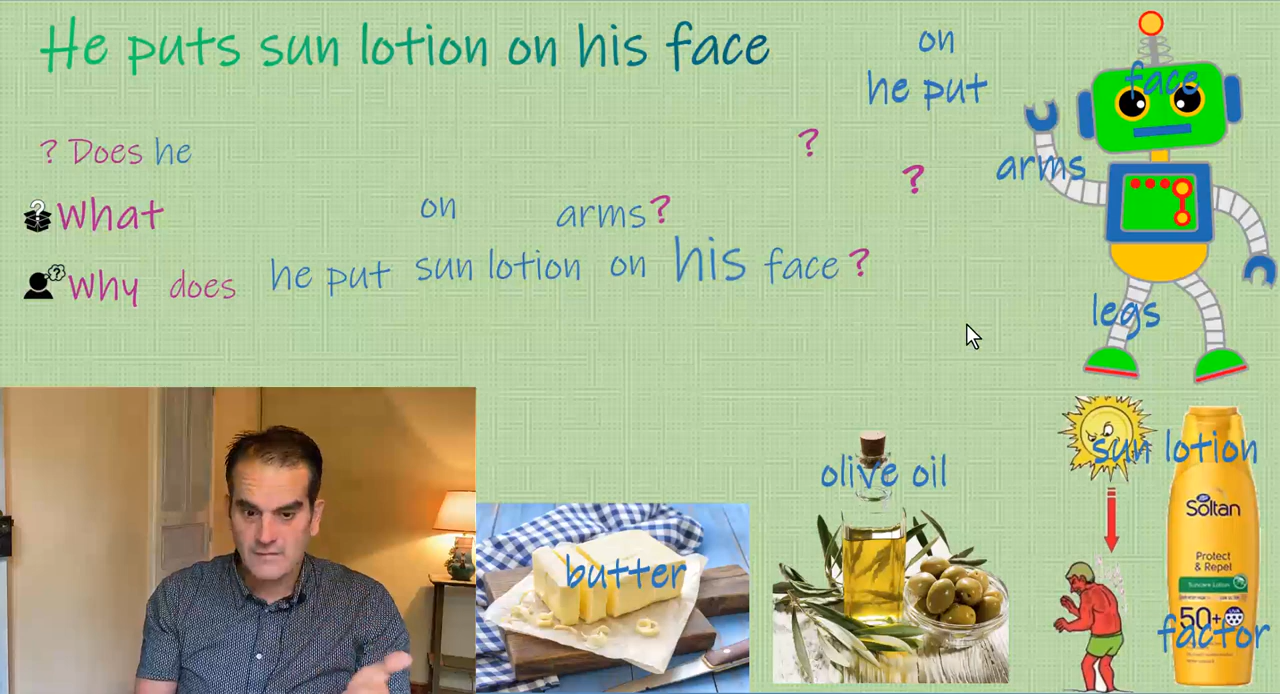 He puts sun lotion on his face
on
he put
face
? Does he
?
arms
?
What
on
arms?
Why does he put sun lotion on his face?
legs
sun lotion
olive oil
Soltan
Protect
& Repel
butter
50+
factor